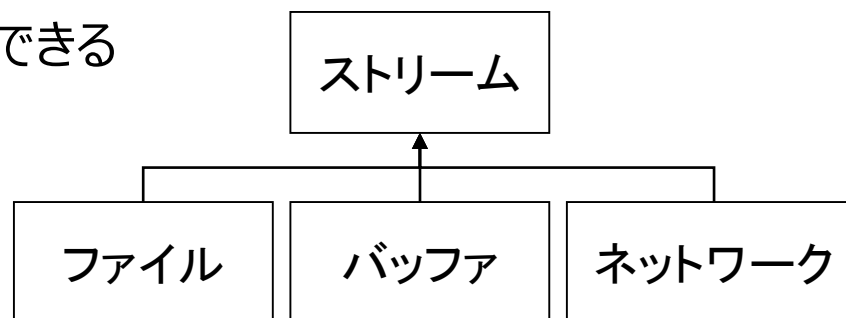 できる
ストリーム
ファイル
バッファ
ネットワーク